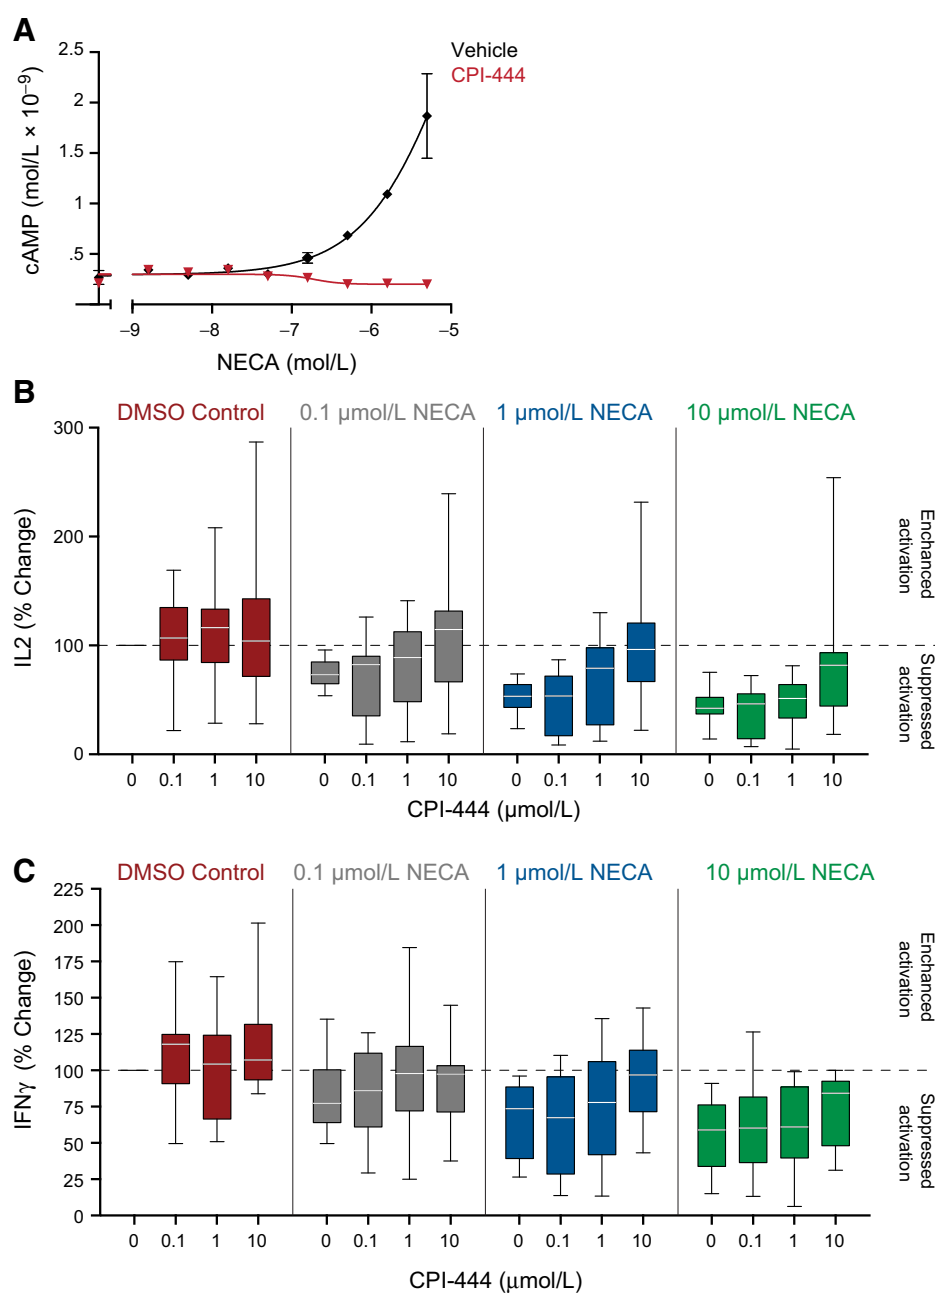 A
Vehicle
CPI-444
cAMP (mol/L × 10⁻⁹)
2.5
2
1.5
1
.5
–9 –8 –7 –6 –5
NECA (mol/L)
B
DMSO Control 0.1 µmol/L NECA 1 µmol/L NECA 10 µmol/L NECA
IL2 (% Change)
300
200
100
0
Enchanced
activation
Suppressed
activation
0 0.1 1 10 0 0.1 1 10 0 0.1 1 10 0 0.1 1 10
CPI-444 (µmol/L)
C
DMSO Control 0.1 µmol/L NECA 1 µmol/L NECA 10 µmol/L NECA
IFNγ (% Change)
225
200
175
150
125
100
75
50
25
0
Enchanced
activation
Suppressed
activation
0 0.1 1 10 0 0.1 1 10 0 0.1 1 10 0 0.1 1 10
CPI-444 (µmol/L)